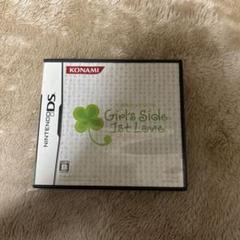 KONAMI
NINTENDO DS
Girl's Side
1st Love